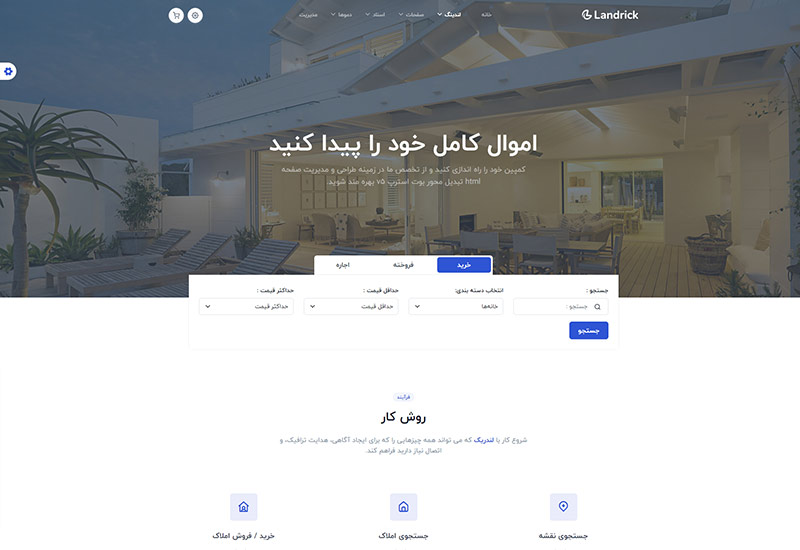 Landrick
خانه
لندینگ
صفحات
اسناد
دموها
مدیریت
اموال کامل خود را پیدا کنید
کمپین خود را راه اندازی کنید و از تخصص ما در زمینه طراحی و مدیریت صفحه
html تبدیل محور بوت استرپ v5 بهره مند شوید.
خرید
فروخته
اجاره
جستجو :
انتخاب دسته بندی:
حداقل قیمت :
حداکثر قیمت :
جستجو :
خانه‌ها
حداقل قیمت
حداکثر قیمت
جستجو
فرآیند
روش کار
شروع کار با لندریک که می تواند همه چیزهایی را که برای ایجاد آگاهی، هدایت ترافیک، و
اتصال نیاز دارید فراهم کند.
جستجوی نقشه
جستجوی املاک
خرید / فروش املاک